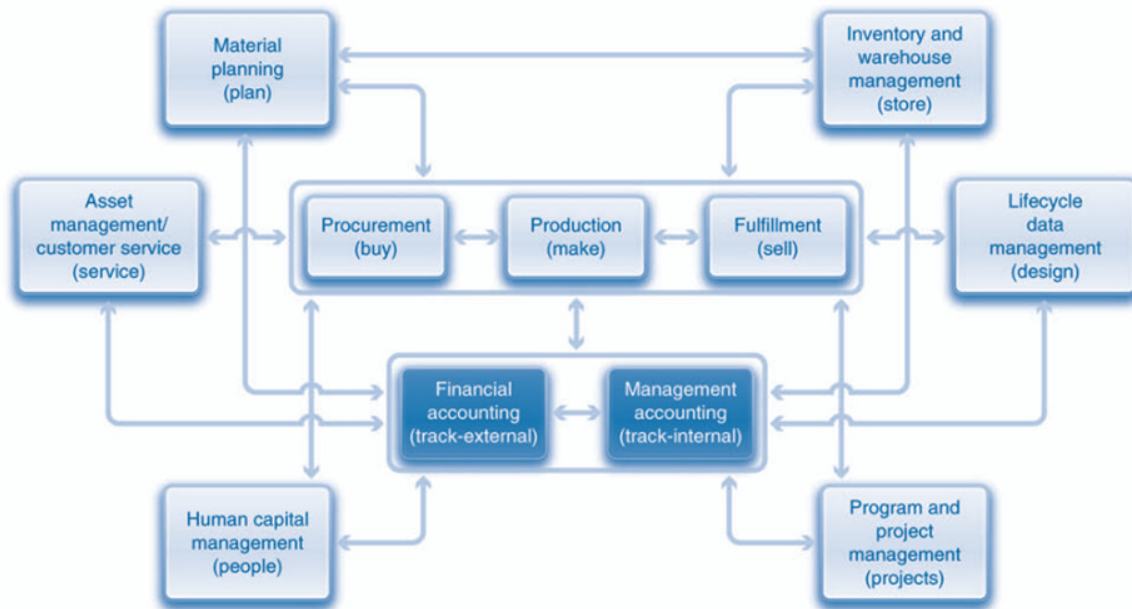 Material
planning
(plan)
Inventory and
warehouse
management
(store)
Asset
management/
customer service
(service)
Procurement
(buy)
Production
(make)
Fulfillment
(sell)
Lifecycle
data
management
(design)
Financial
accounting
(track-external)
Management
accounting
(track-internal)
Human capital
management
(people)
Program and
project
management
(projects)